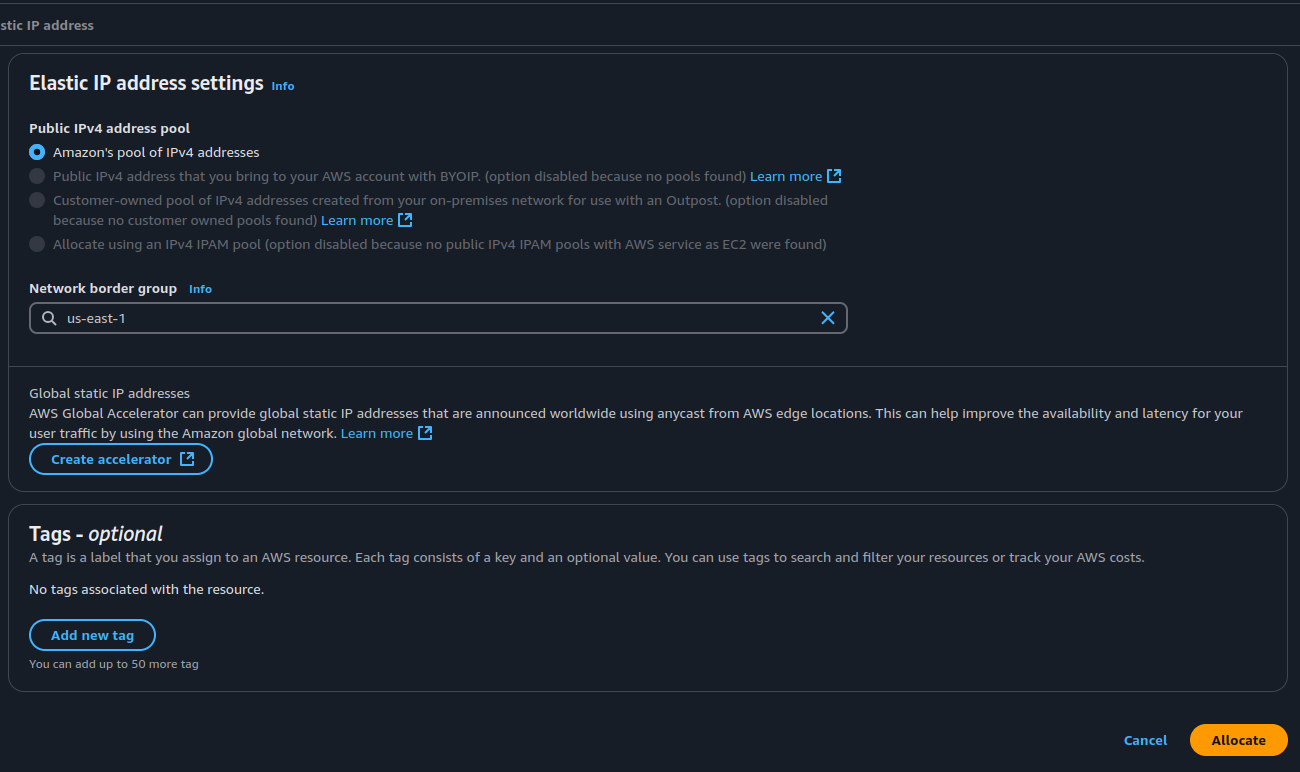 stic IP address
Elastic IP address settings Info
Public IPv4 address pool
Amazon's pool of IPv4 addresses
Public IPv4 address that you bring to your AWS account with BYOIP. (option disabled because no pools found) Learn more
Customer-owned pool of IPv4 addresses created from your on-premises network for use with an Outpost. (option disabled
because no customer owned pools found) Learn more
Allocate using an IPv4 IPAM pool (option disabled because no public IPv4 IPAM pools with AWS service as EC2 were found)
Network border group Info
us-east-1
Global static IP addresses
AWS Global Accelerator can provide global static IP addresses that are announced worldwide using anycast from AWS edge locations. This can help improve the availability and latency for your
user traffic by using the Amazon global network. Learn more
Create accelerator
Tags - optional
A tag is a label that you assign to an AWS resource. Each tag consists of a key and an optional value. You can use tags to search and filter your resources or track your AWS costs.
No tags associated with the resource.
Add new tag
You can add up to 50 more tag
Cancel Allocate